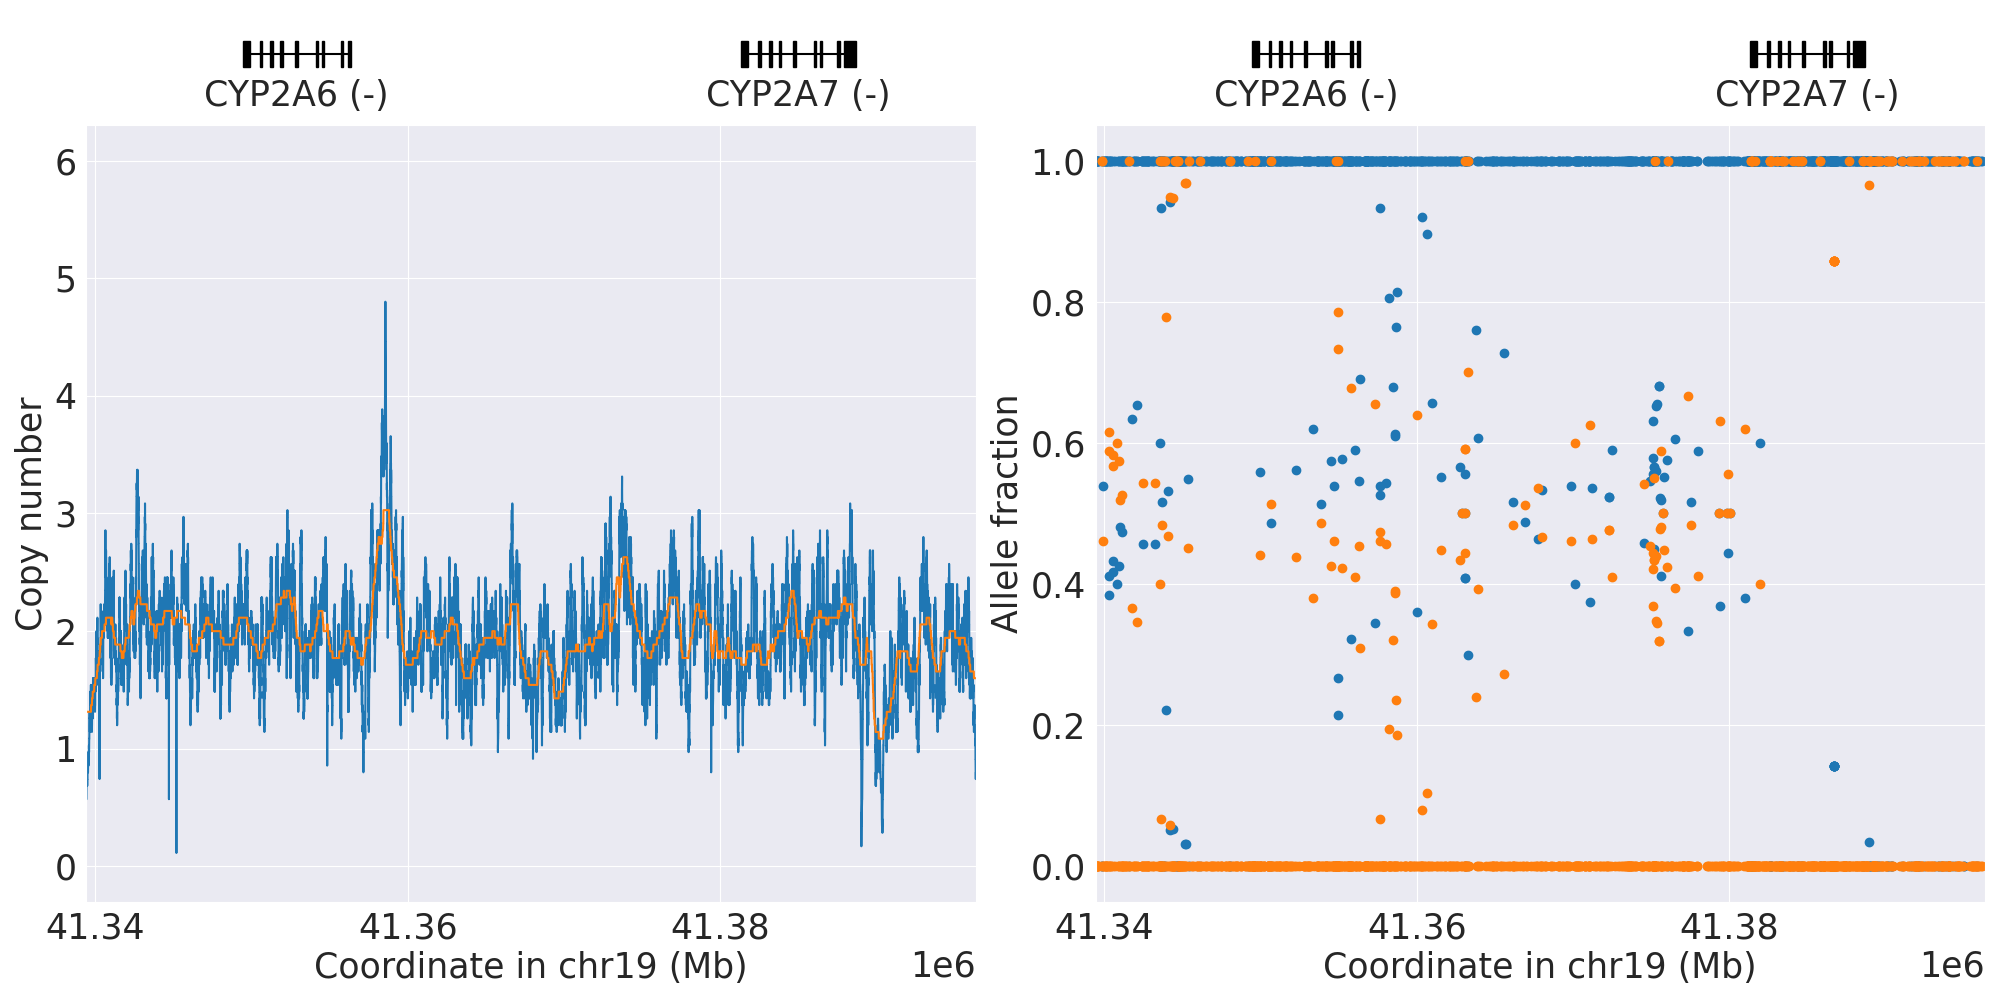 CYP2A6 (-)
CYP2A7 (-)
6
5
4
3
2
1
0
Copy number
41.34
41.36
41.38
Coordinate in chr19 (Mb)
1e6
CYP2A6 (-)
CYP2A7 (-)
1.0
0.8
0.6
0.4
0.2
0.0
Allele fraction
41.34
41.36
41.38
Coordinate in chr19 (Mb)
1e6